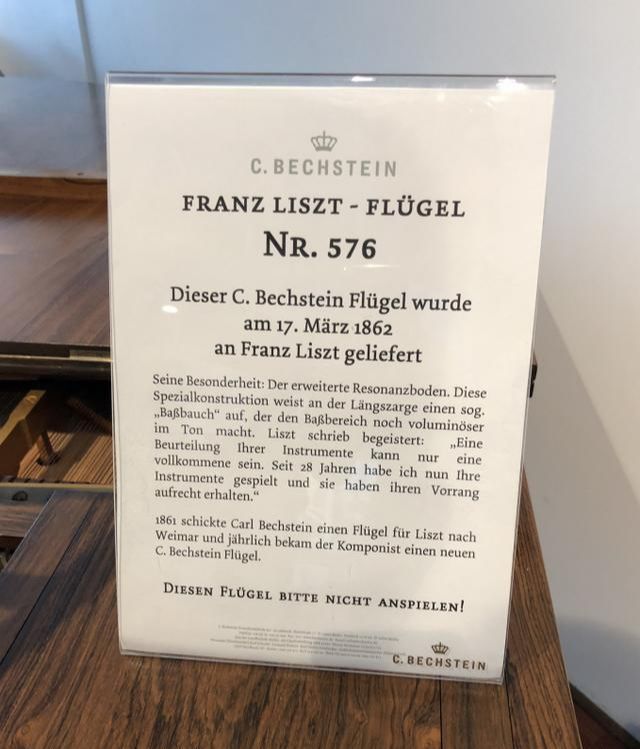 C. BECHSTEIN
FRANZ LISZT - FLÜGEL
NR. 576
Dieser C. Bechstein Flügel wurde
am 17. März 1862
an Franz Liszt geliefert
Seine Besonderheit: Der erweiterte Resonanzboden. Diese
Spezialkonstruktion weist an der Längszarge einen sog.
„Baßbauch“ auf, der den Baßbereich noch voluminöser
im Ton macht. Liszt schrieb begeistert: „Eine
Beurteilung Ihrer Instrumente kann nur eine
vollkommene sein. Seit 28 Jahren habe ich nun Ihre
Instrumente gespielt und sie haben ihren Vorrang
aufrecht erhalten.“
1861 schickte Carl Bechstein einen Flügel für Liszt nach
Weimar und jährlich bekam der Komponist einen neuen
C. Bechstein Flügel.
DIESEN FLÜGEL BITTE NICHT ANSPIELEN!
C. BECHSTEIN